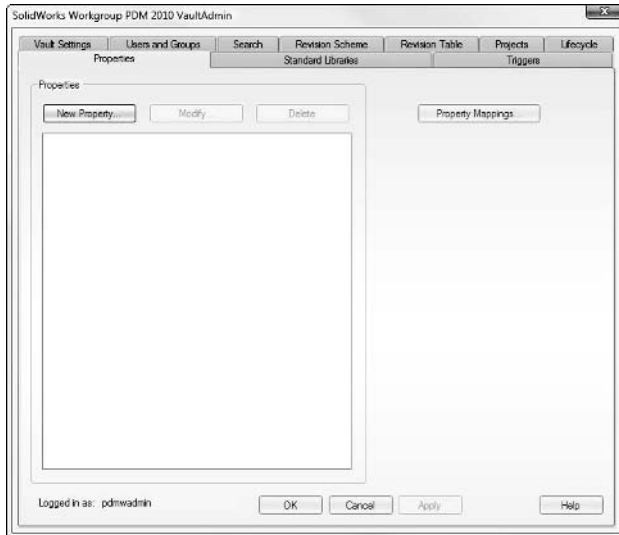 SolidWorks Workgroup PDM 2010 VaultAdmin
Vault Settings Users and Groups Search Revision Scheme Revision Table Projects Lifecycle
Properties Standard Libraries Triggers
Properties
New Property... Modify... Delete Property Mappings...
Logged in as: pdmwadmin OK Cancel Apply Help